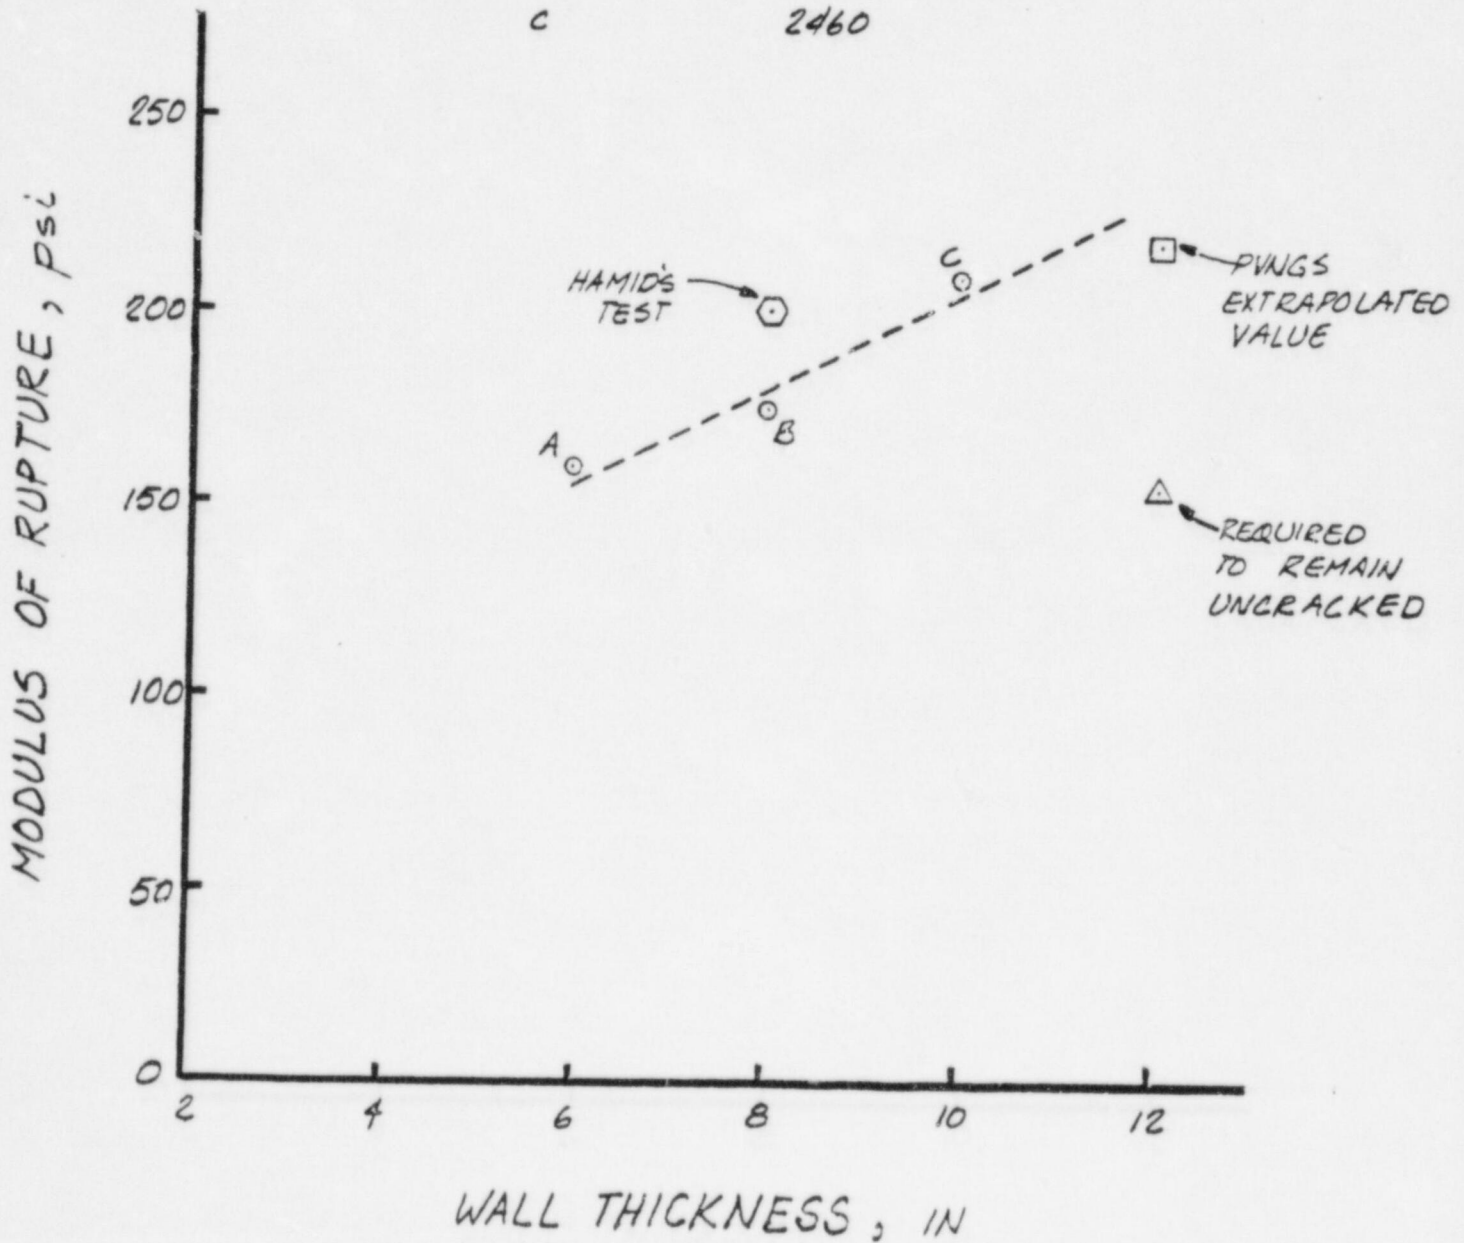 C 2460
250
200
150
100
50
0
MODULUS OF RUPTURE, psi
HAMID'S
TEST
A
B
C
PVNGS
EXTRAPOLATED
VALUE
REQUIRED
TO REMAIN
UNCRACKED
2 4 6 8 10 12
WALL THICKNESS, IN